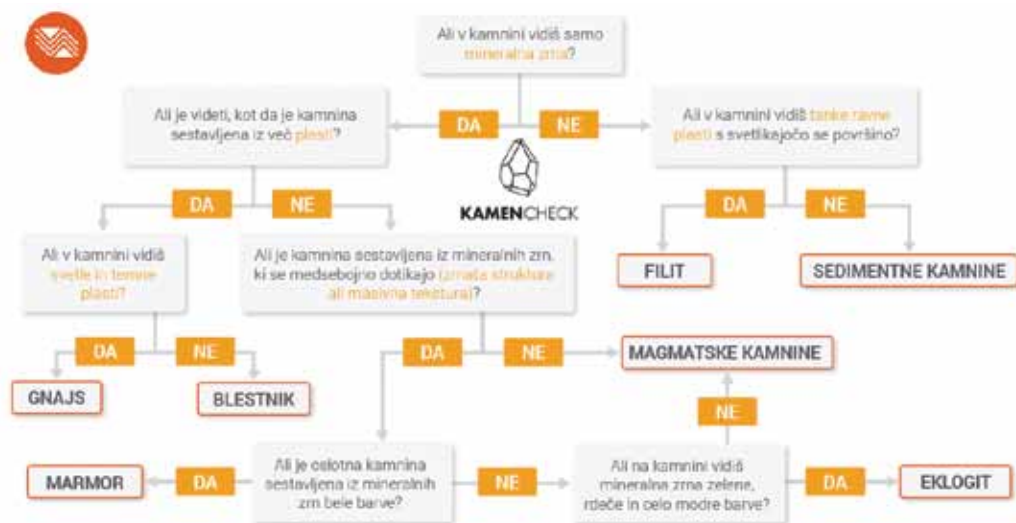 Ali v kamnini vidiš samo
mineralna zrna?
Ali je videti, kot da je kamnina
sestavljena iz več plasti?
DA
NE
Ali v kamnini vidiš tanke ravne
plasti s svetlikajočo se površino?
KAMENCHECK
DA
NE
DA
NE
Ali v kamnini vidiš
svetle in temne
plasti?
Ali je kamnina sestavljena iz mineralnih zrn,
ki se medsebojno dotikajo (zrnata struktura
ali masivna tekstura)?
FILIT
SEDIMENTNE KAMNINE
DA
NE
DA
NE
MAGMATSKE KAMNINE
GNAJS
BLESTNIK
NE
Ali je celotna kamnina
sestavljena iz mineralnih
zrn bele barve?
Ali na kamnini vidiš
mineralna zrna zelene,
rdeče in celo modre barve?
MARMOR
DA
NE
DA
EKLOGIT